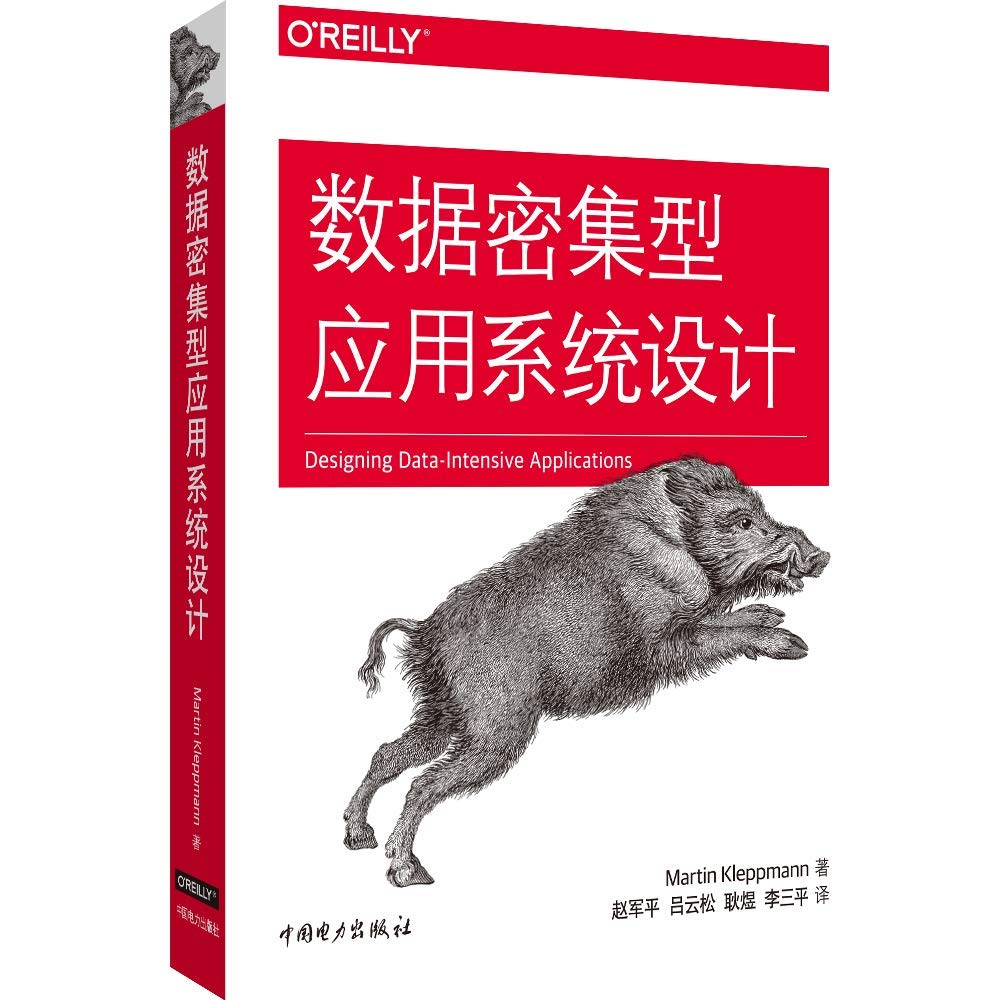 数据密集型应用系统设计
Martin Kleppmann 著
O'REILLY®
中国电力出版社
O'REILLY®
数据密集型
应用系统设计
Designing Data-Intensive Applications
Martin Kleppmann 著
赵军平 吕云松 耿煜 李三平 译
中国电力出版社